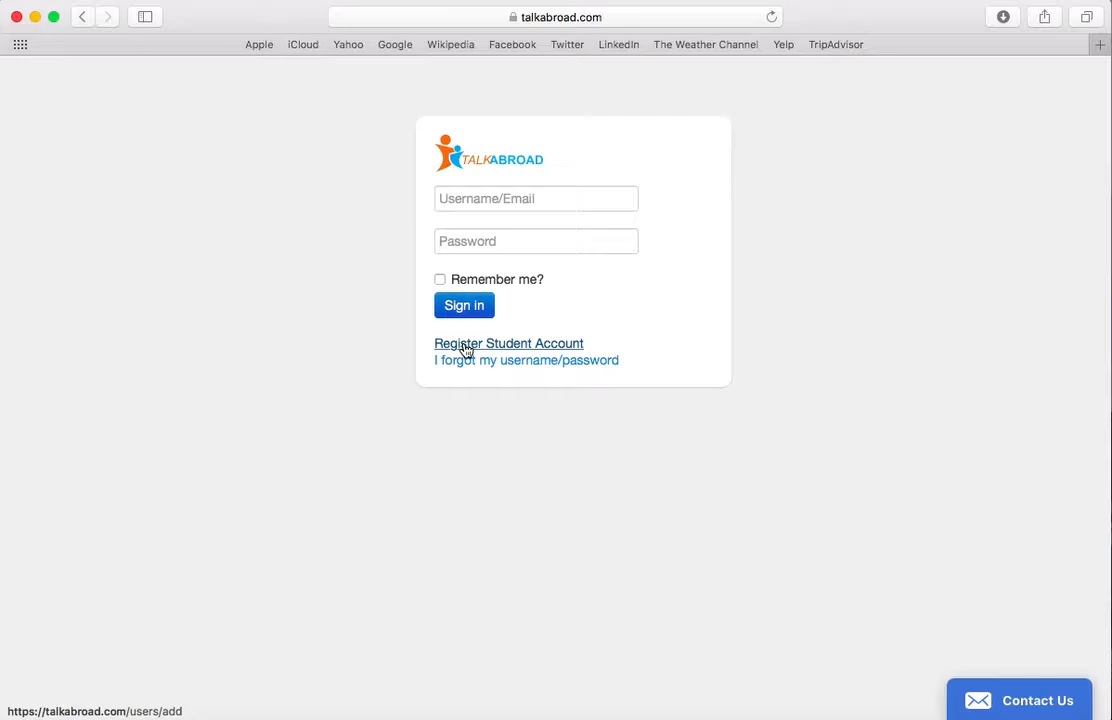 talkabroad.com
Apple iCloud Yahoo Google Wikipedia Facebook Twitter LinkedIn The Weather Channel Yelp TripAdvisor
TALKABROAD
Username/Email
Password
Remember me?
Sign in
Register Student Account
I forgot my username/password
Contact Us
https://talkabroad.com/users/add